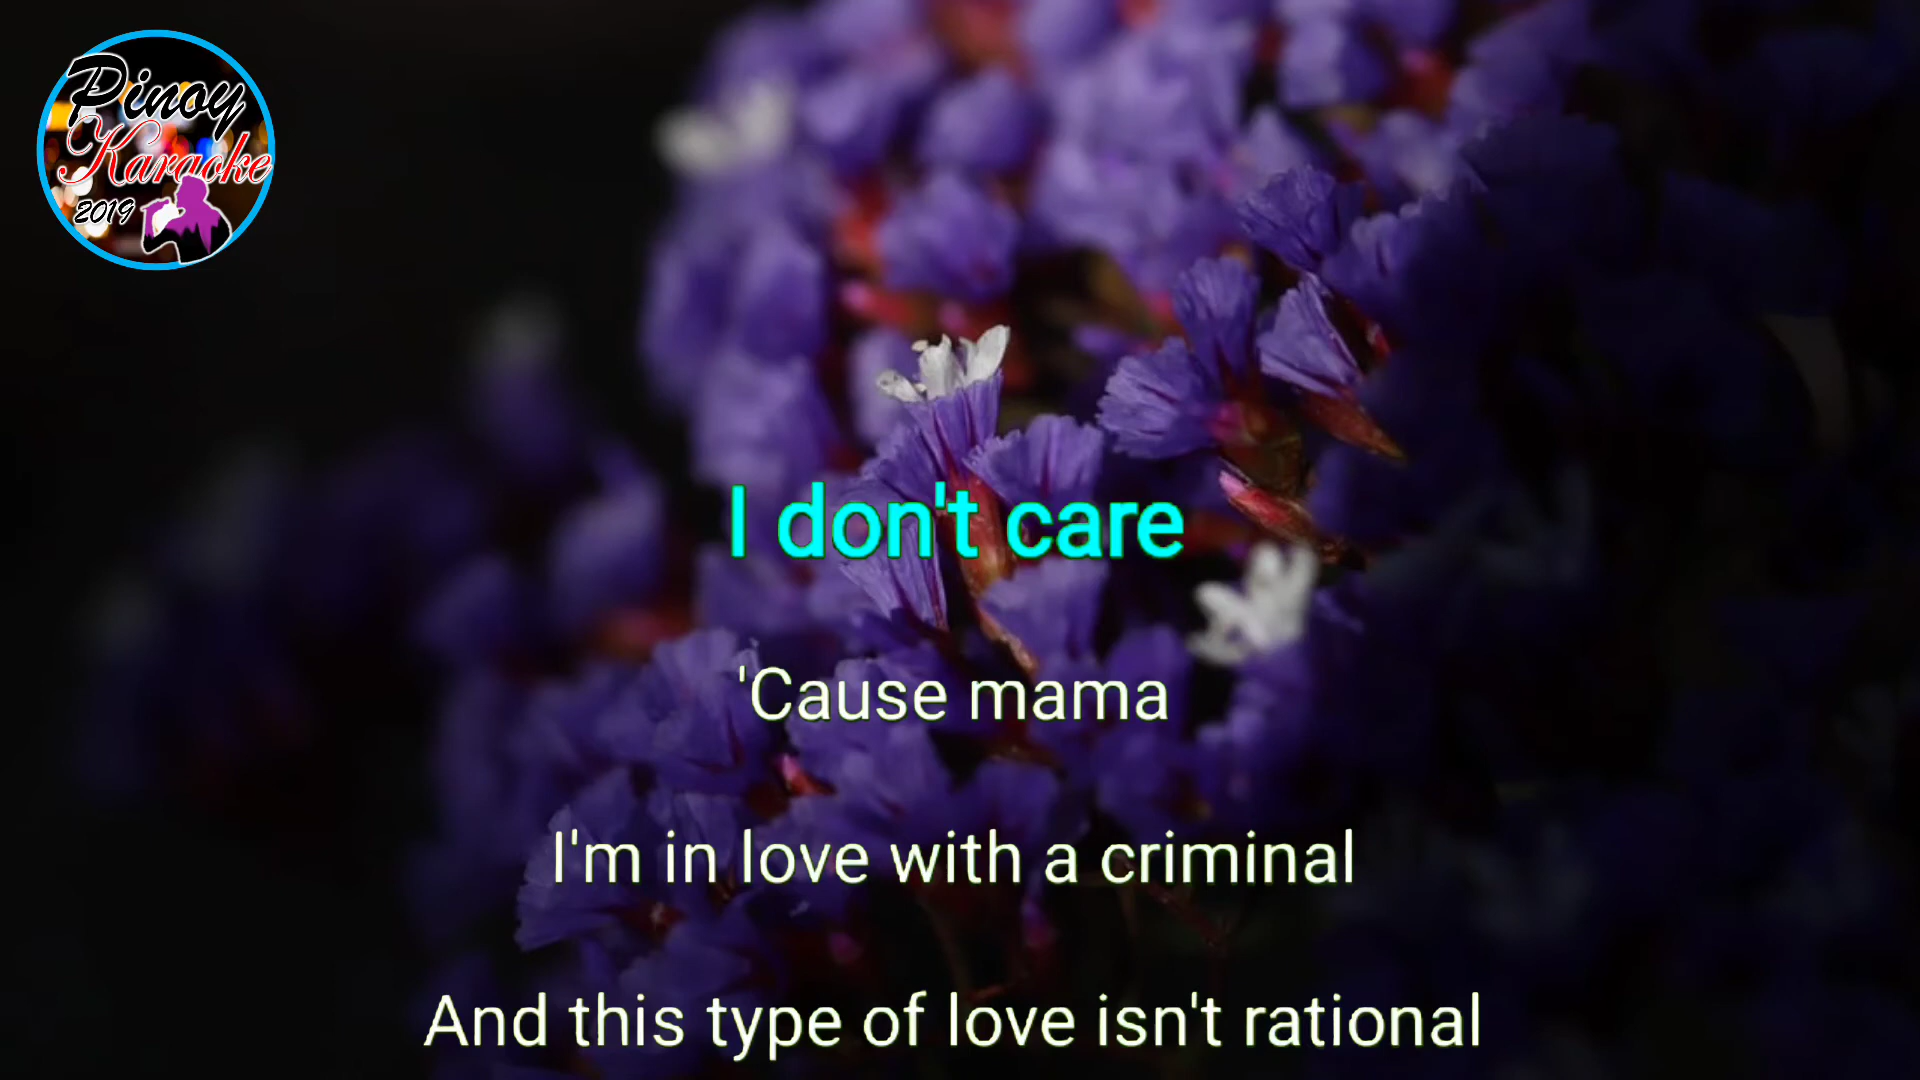 Pinoy
Karaoke
2019
I don't care
'Cause mama
I'm in love with a criminal
And this type of love isn't rational